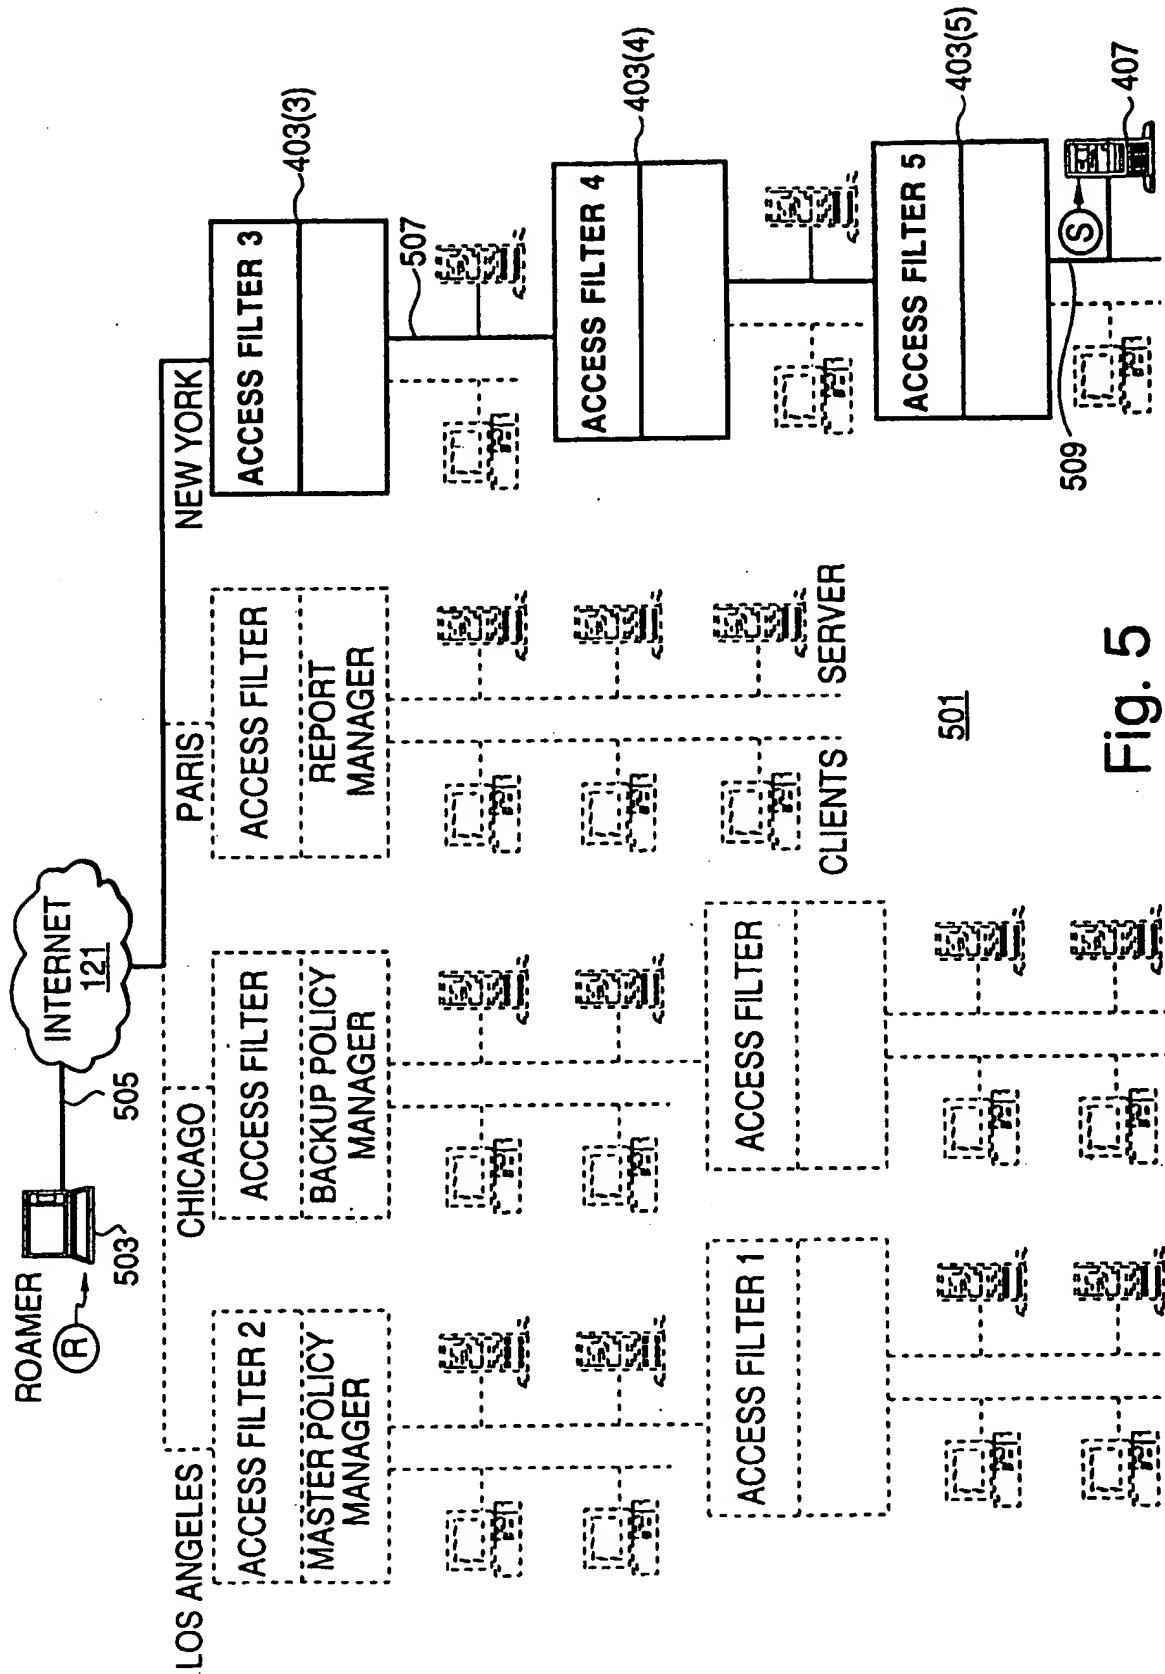 ROAMER
R
503
505
INTERNET
121
LOS ANGELES
CHICAGO
PARIS
NEW YORK
ACCESS FILTER 2
MASTER POLICY
MANAGER
ACCESS FILTER
BACKUP POLICY
MANAGER
ACCESS FILTER
REPORT
MANAGER
ACCESS FILTER 3
403(3)
507
ACCESS FILTER 4
403(4)
ACCESS FILTER 1
ACCESS FILTER
CLIENTS
SERVER
ACCESS FILTER 5
403(5)
501
509
S
407
Fig. 5